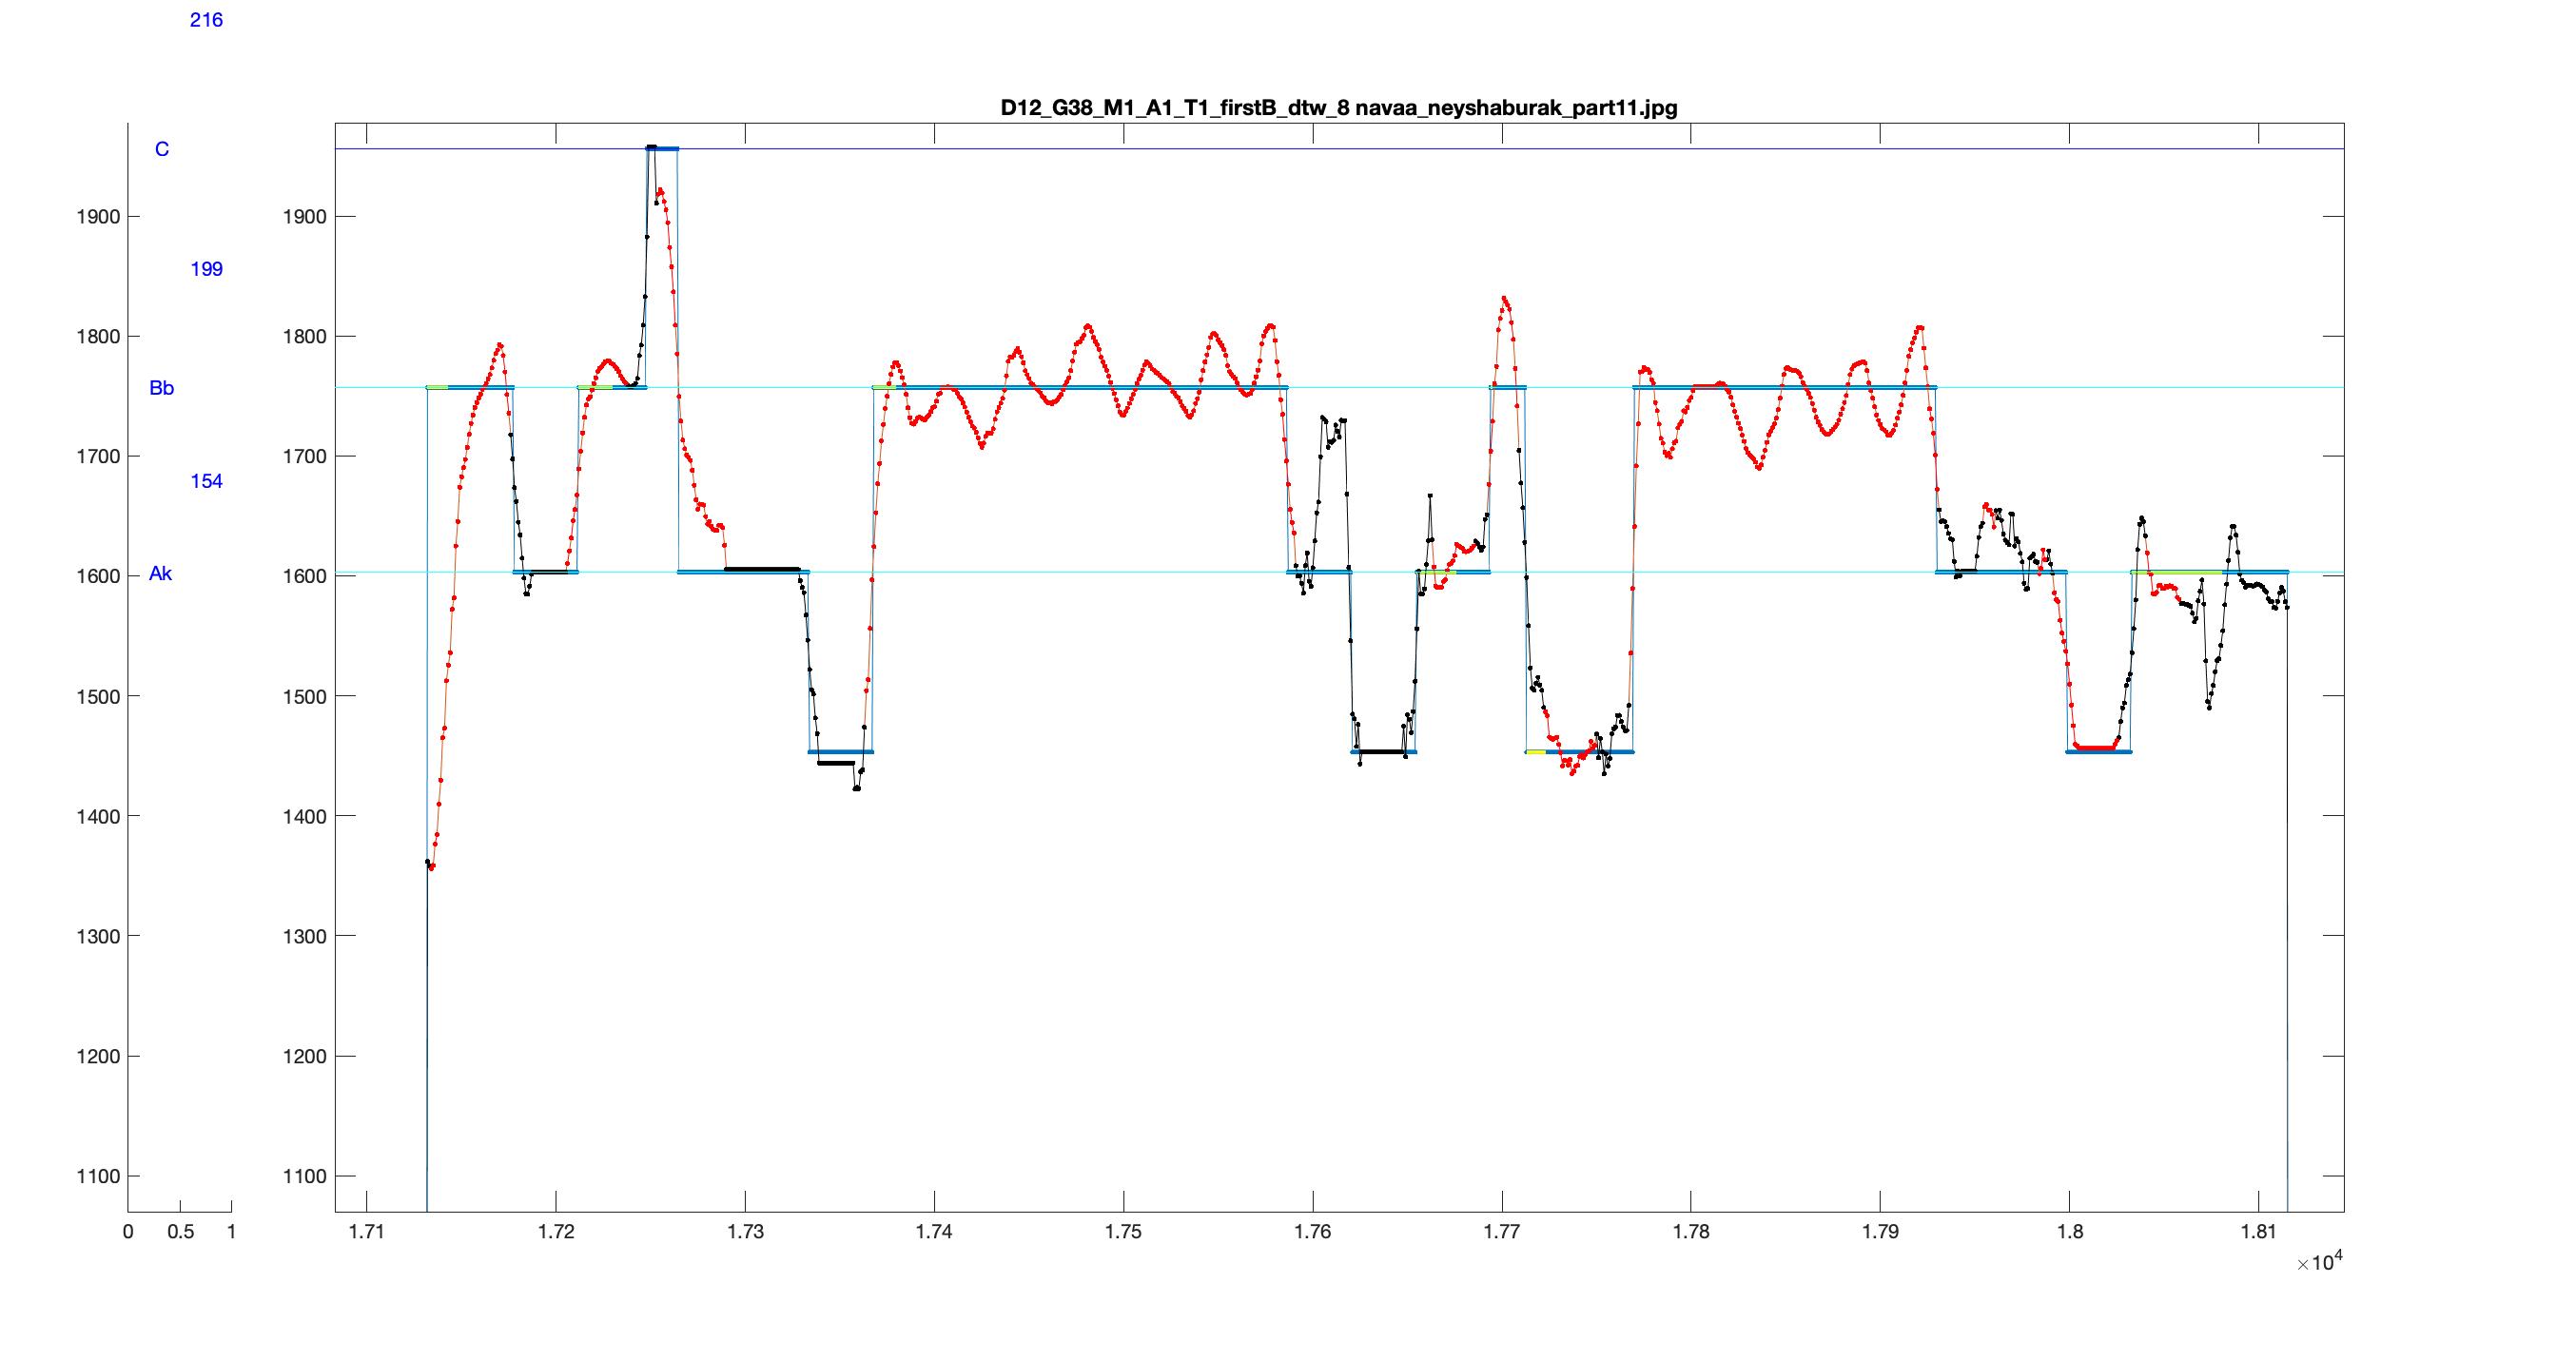 216
D12_G38_M1_A1_T1_firstB_dtw_8 navaa_neyshaburak_part11.jpg
C
1900 1900
199
1800 1800
Bb
1700 1700
154
1600 Ak 1600
1500 1500
1400 1400
1300 1300
1200 1200
1100 1100
0 0.5 1 1.71 1.72 1.73 1.74 1.75 1.76 1.77 1.78 1.79 1.8 1.81
×10⁴